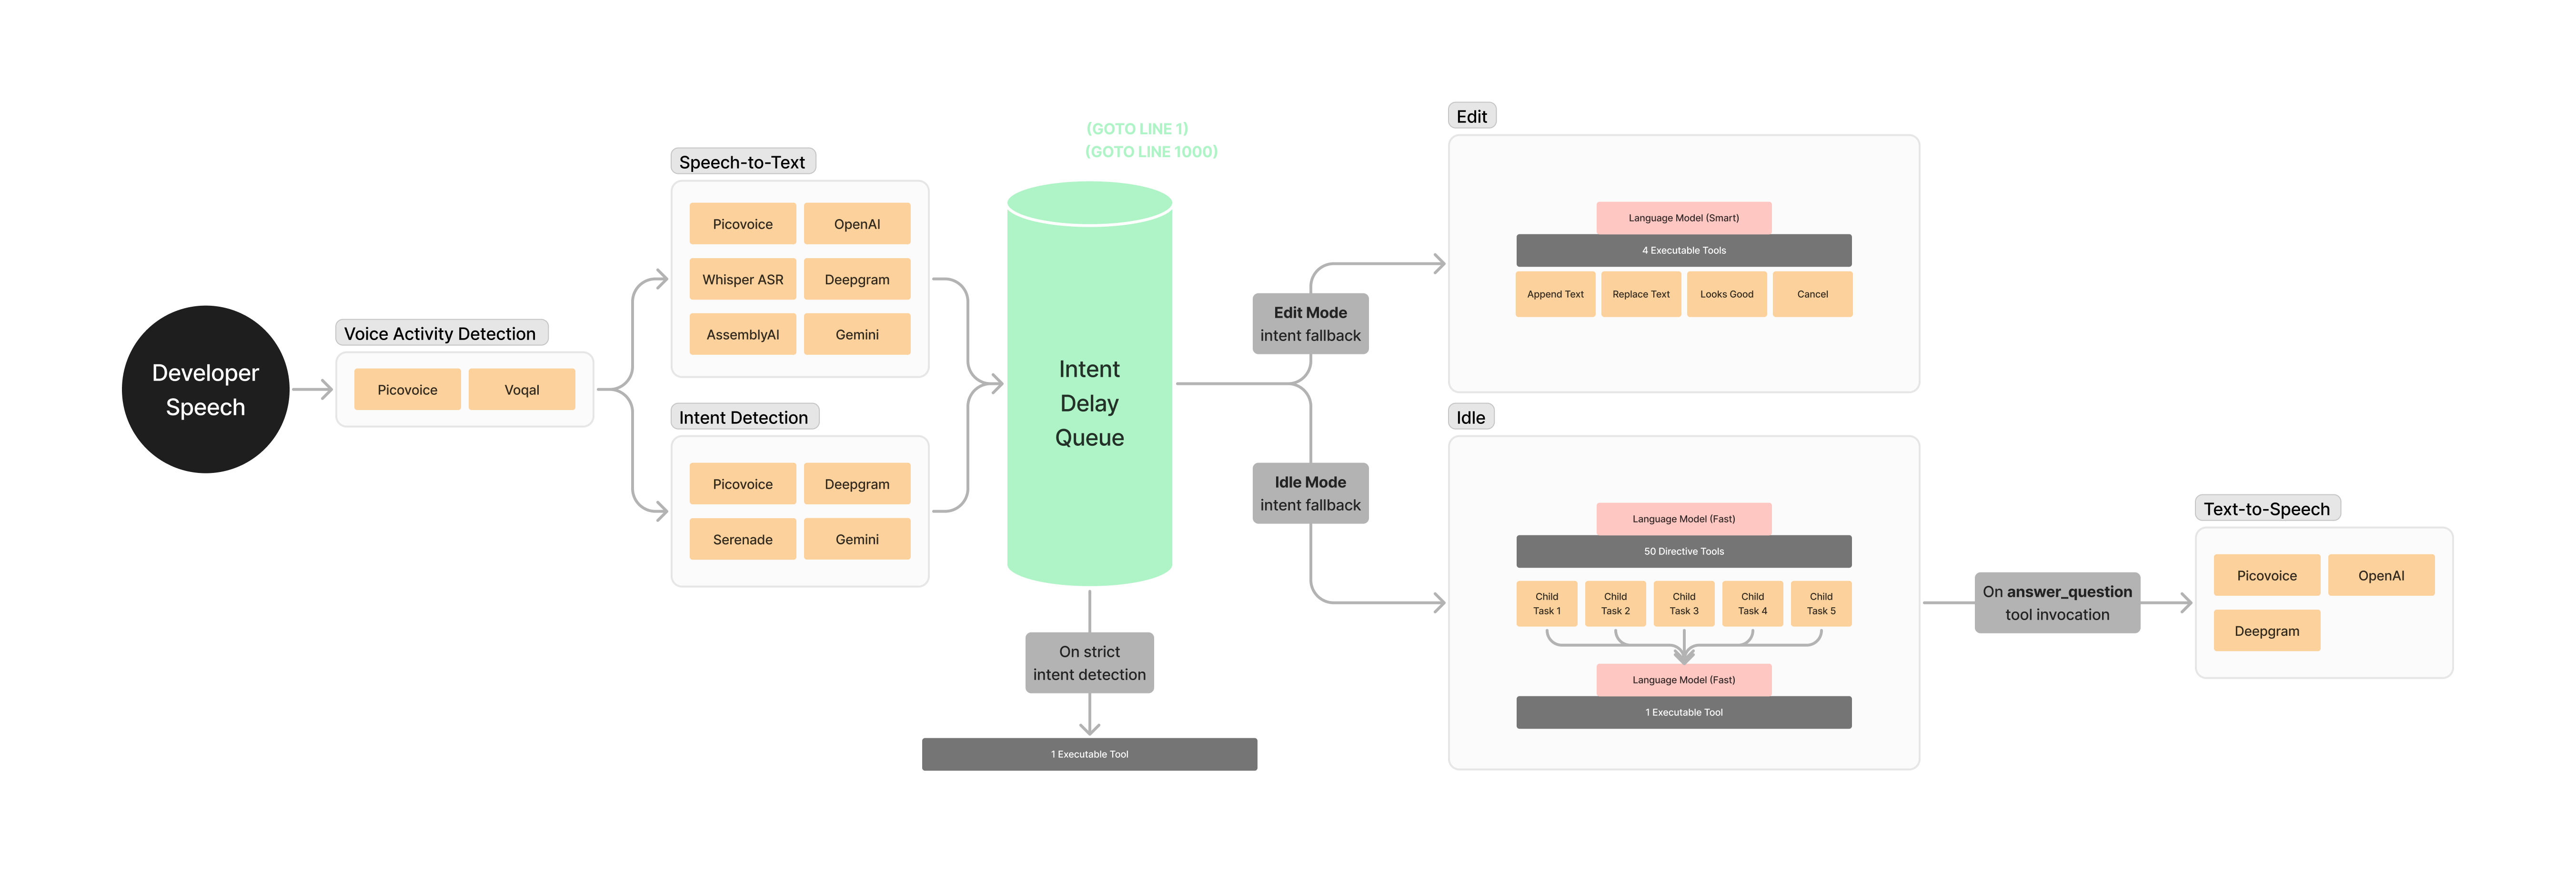 Developer
Speech
Voice Activity Detection
Picovoice
Voqal
Speech-to-Text
Picovoice
OpenAI
Whisper ASR
Deepgram
AssemblyAI
Gemini
Intent Detection
Picovoice
Deepgram
Serenade
Gemini
(GOTO LINE 1)
(GOTO LINE 1000)
Intent
Delay
Queue
On strict
intent detection
1 Executable Tool
Edit Mode
intent fallback
Idle Mode
intent fallback
Edit
Language Model (Smart)
4 Executable Tools
Append Text
Replace Text
Looks Good
Cancel
Idle
Language Model (Fast)
50 Directive Tools
Child
Task 1
Child
Task 2
Child
Task 3
Child
Task 4
Child
Task 5
Language Model (Fast)
1 Executable Tool
On answer_question
tool invocation
Text-to-Speech
Picovoice
OpenAI
Deepgram